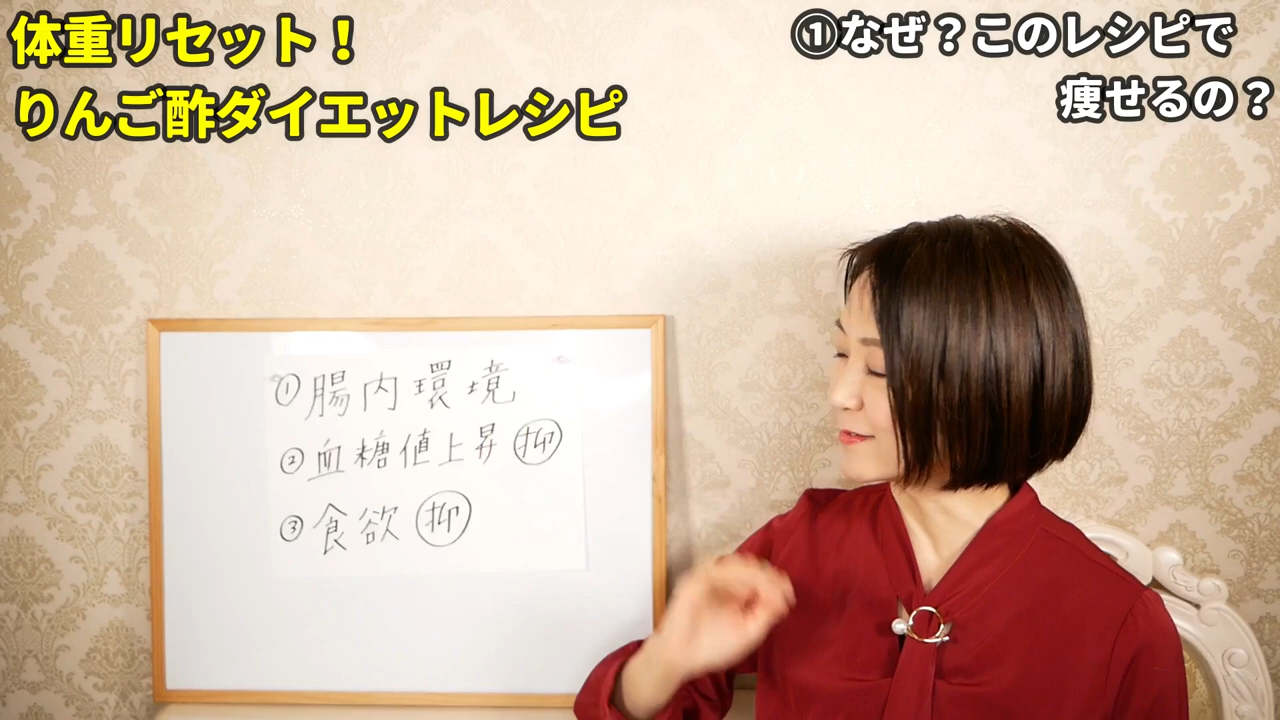 体重リセット！
りんご酢ダイエットレシピ
①なぜ？このレシピで
痩せるの？
①腸内環境
②血糖値上昇㊿抑
③食欲 抑